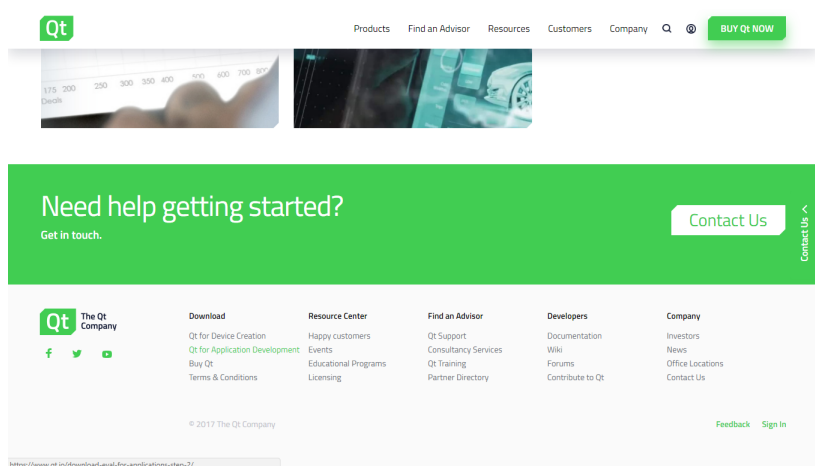 Qt
Products Find an Advisor Resources Customers Company BUY Qt NOW
175 200 250 300 350 400 500 600 700 800
Deals
Need help getting started?
Get in touch.
Contact Us
Contact Us
Qt The Qt Company
Download
Qt for Device Creation
Qt for Application Development
Buy Qt
Terms & Conditions
Resource Center
Happy customers
Events
Educational Programs
Licensing
Find an Advisor
Qt Support
Consultancy Services
Qt Training
Partner Directory
Developers
Documentation
Wiki
Forums
Contribute to Qt
Company
Investors
News
Office Locations
Contact Us
© 2017 The Qt Company
Feedback Sign In
https://www.qt.io/download-eval-for-applications-step-2/